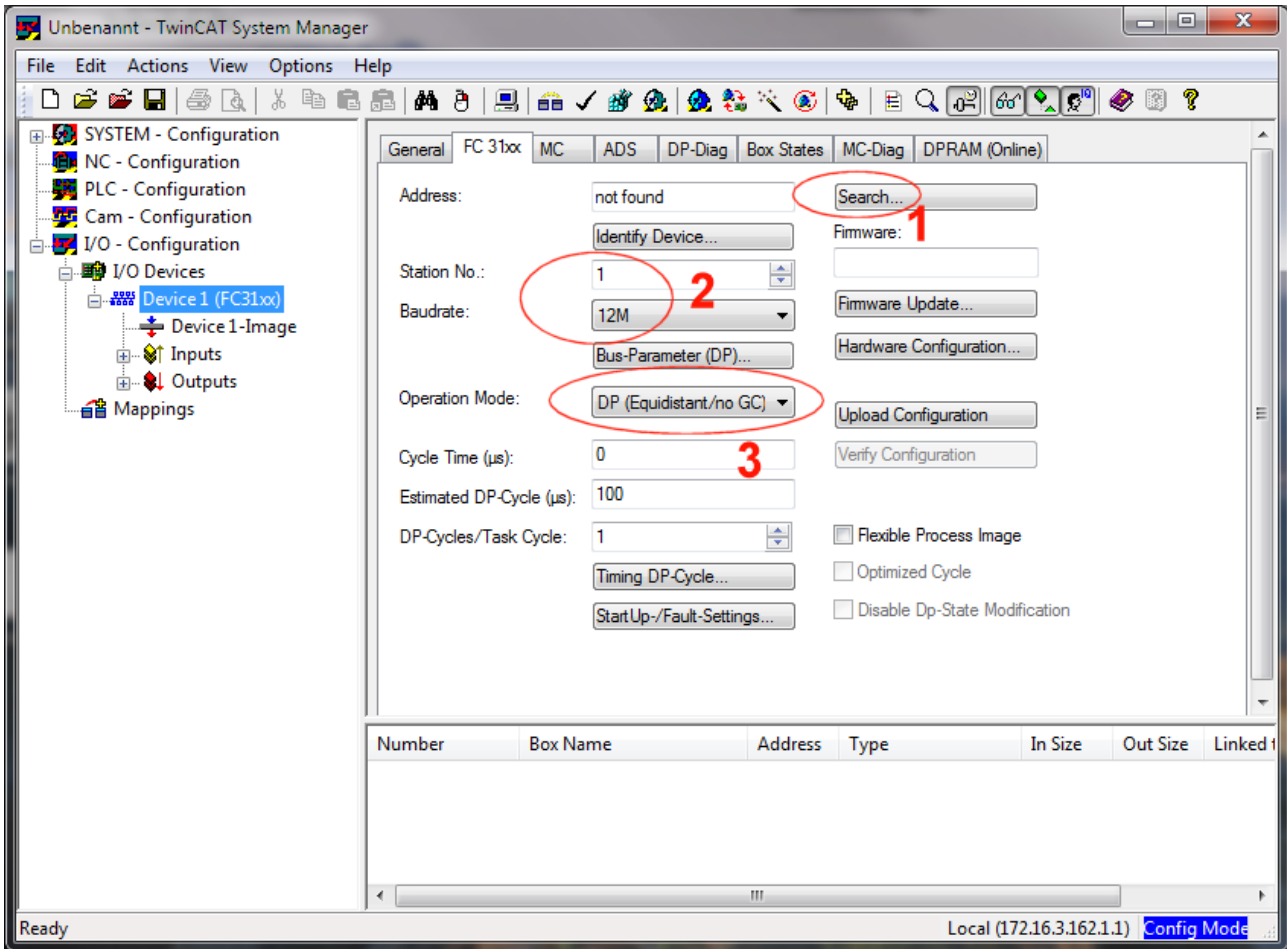 Unbenannt - TwinCAT System Manager
File Edit Actions View Options Help
SYSTEM - Configuration
NC - Configuration
PLC - Configuration
Cam - Configuration
I/O - Configuration
I/O Devices
Device 1 (FC31xx)
Device 1-Image
Inputs
Outputs
Mappings
General FC 31xx MC ADS DP-Diag Box States MC-Diag DPRAM (Online)
Address: not found Search... 1
Identify Device... Firmware:
Station No.: 1 2
Baudrate: 12M Firmware Update...
Bus-Parameter (DP)... Hardware Configuration...
Operation Mode: DP (Equidistant/no GC) Upload Configuration
Cycle Time (µs): 0 3 Verify Configuration
Estimated DP-Cycle (µs): 100
DP-Cycles/Task Cycle: 1 Flexible Process Image
Timing DP-Cycle... Optimized Cycle
StartUp-/Fault-Settings... Disable Dp-State Modification
Number Box Name Address Type In Size Out Size Linked t
Ready Local (172.16.3.162.1.1) Config Mode